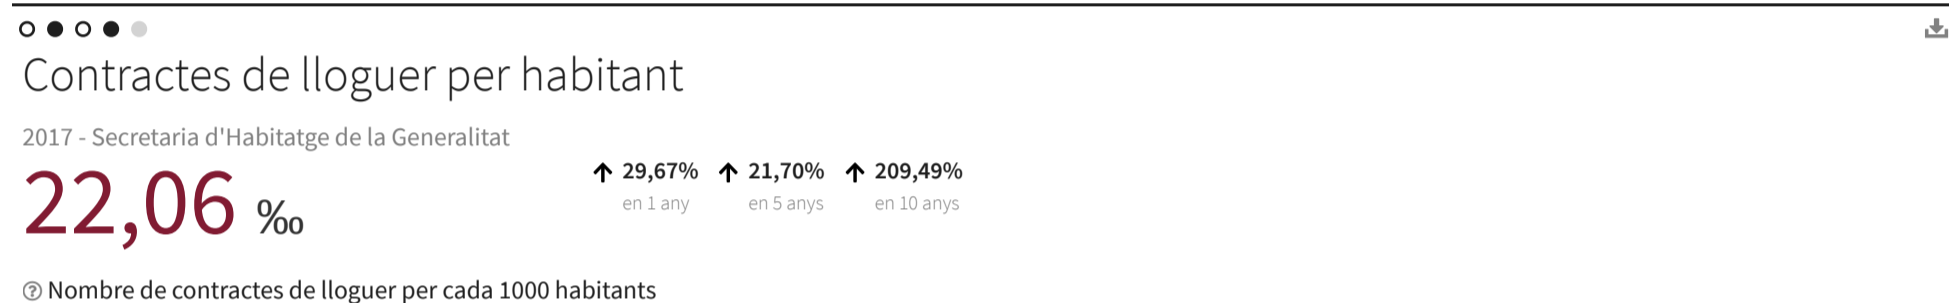 Contractes de lloguer per habitant
2017 - Secretaria d'Habitatge de la Generalitat
22,06 ‰
29,67% 21,70% 209,49%
en 1 any en 5 anys en 10 anys
Nombre de contractes de lloguer per cada 1000 habitants